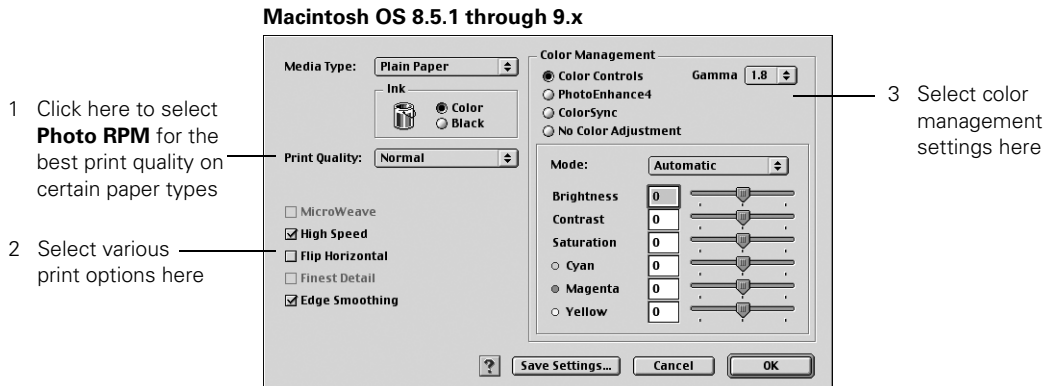 Macintosh OS 8.5.1 through 9.x
1 Click here to select
Photo RPM for the
best print quality on
certain paper types
2 Select various
print options here
Media Type: Plain Paper
Ink
Color
Black
Print Quality: Normal
MicroWeave
High Speed
Flip Horizontal
Finest Detail
Edge Smoothing
Color Management
Color Controls Gamma 1.8
PhotoEnhance4
ColorSync
No Color Adjustment
Mode: Automatic
Brightness 0
Contrast 0
Saturation 0
Cyan 0
Magenta 0
Yellow 0
? Save Settings... Cancel OK
3 Select color
management
settings here